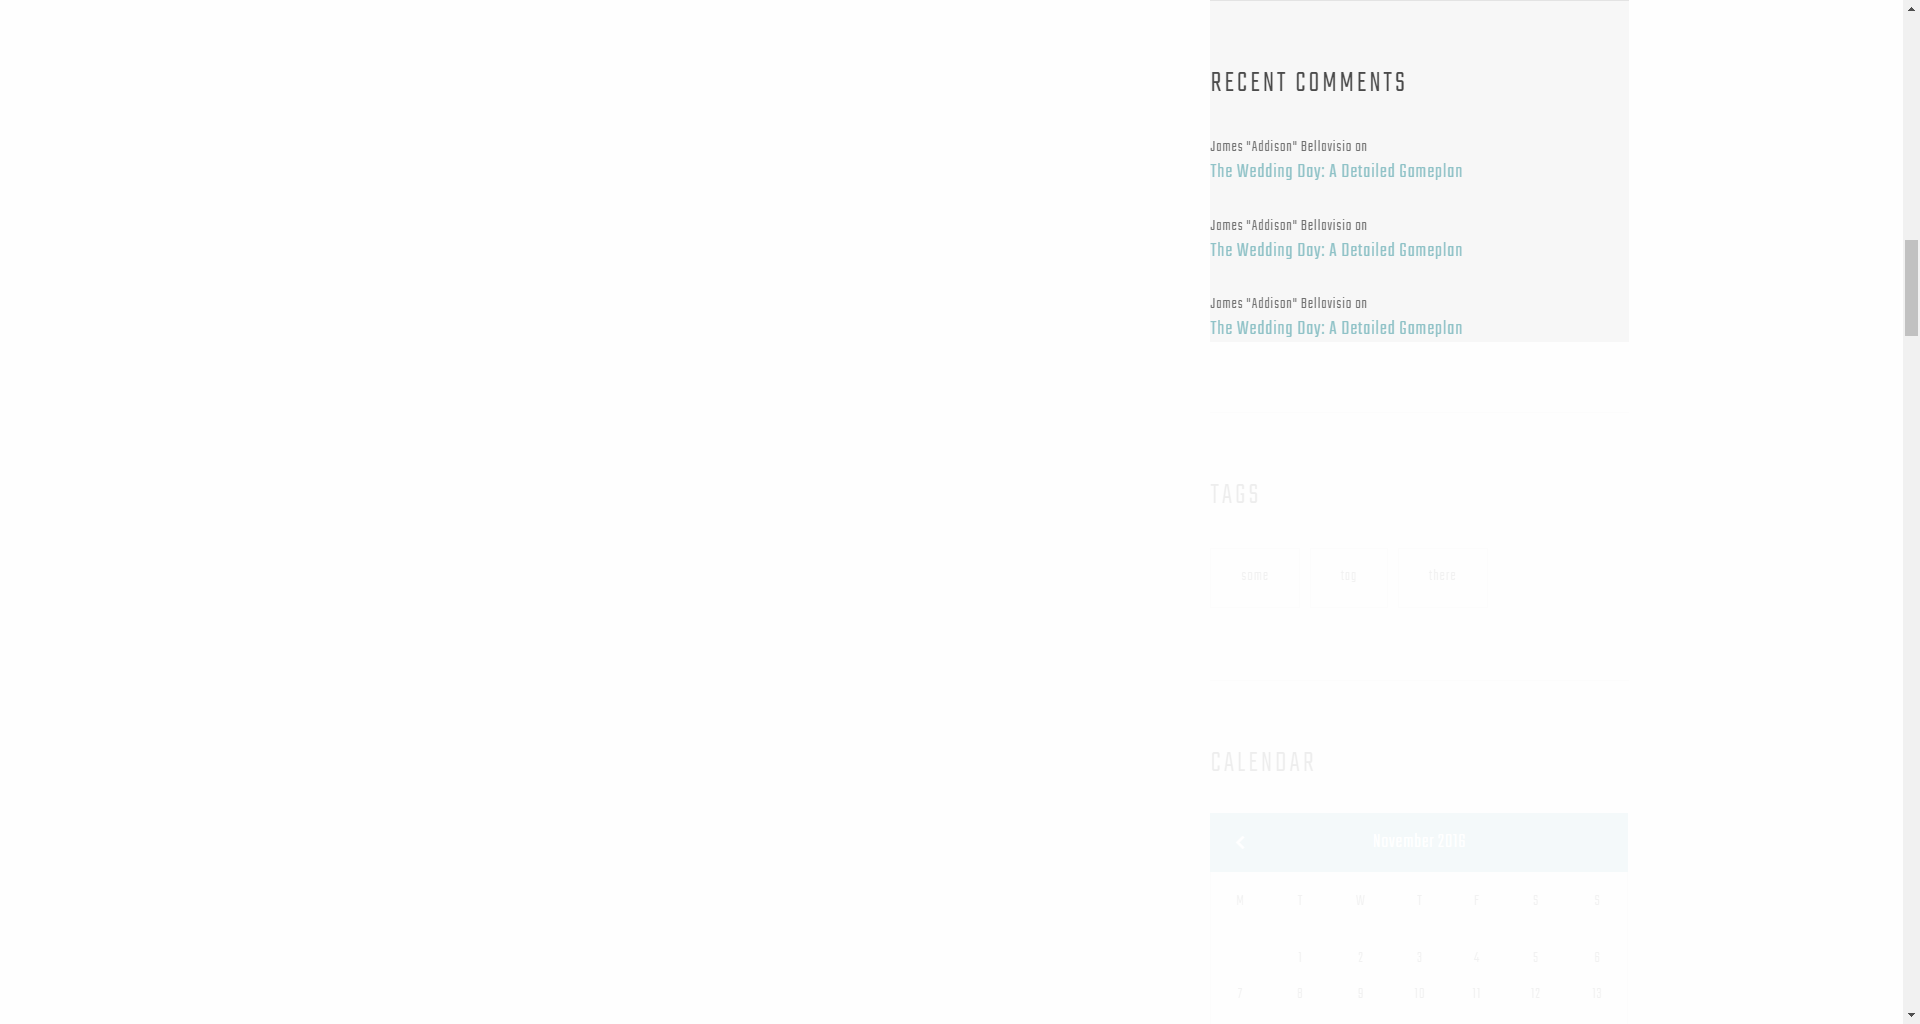 RECENT COMMENTS
James "Addison" Bellavisio on
The Wedding Day: A Detailed Gameplan
James "Addison" Bellavisio on
The Wedding Day: A Detailed Gameplan
James "Addison" Bellavisio on
The Wedding Day: A Detailed Gameplan
TAGS
some tag there
CALENDAR
November 2016
M T W T F S S
1 2 3 4 5 6
7 8 9 10 11 12 13